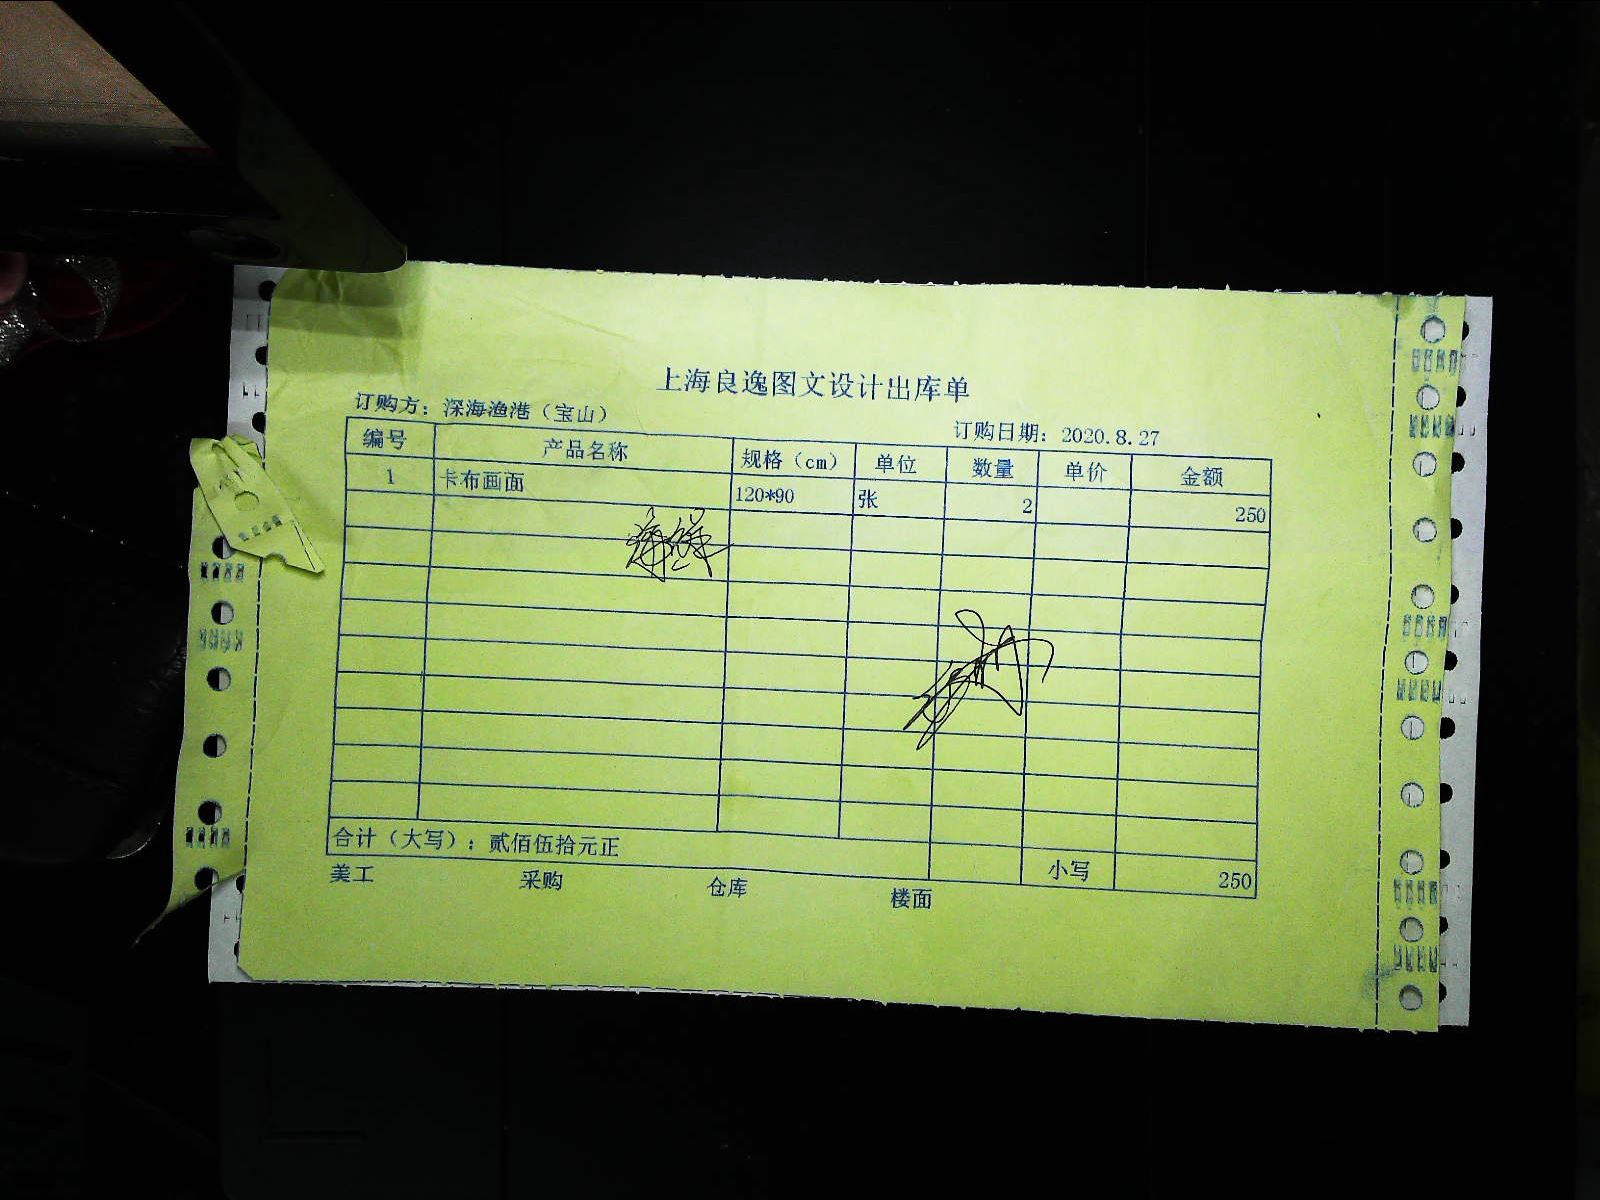 上海良逸图文设计出库单
订购方：深海渔港（宝山） 订购日期：2020.8.27
编号 产品名称 规格（cm） 单位 数量 单价 金额
1 卡布画面 120*90 张 2 250
海鲜
合计（大写）：贰佰伍拾元正 小写 250
美工 采购 仓库 楼面